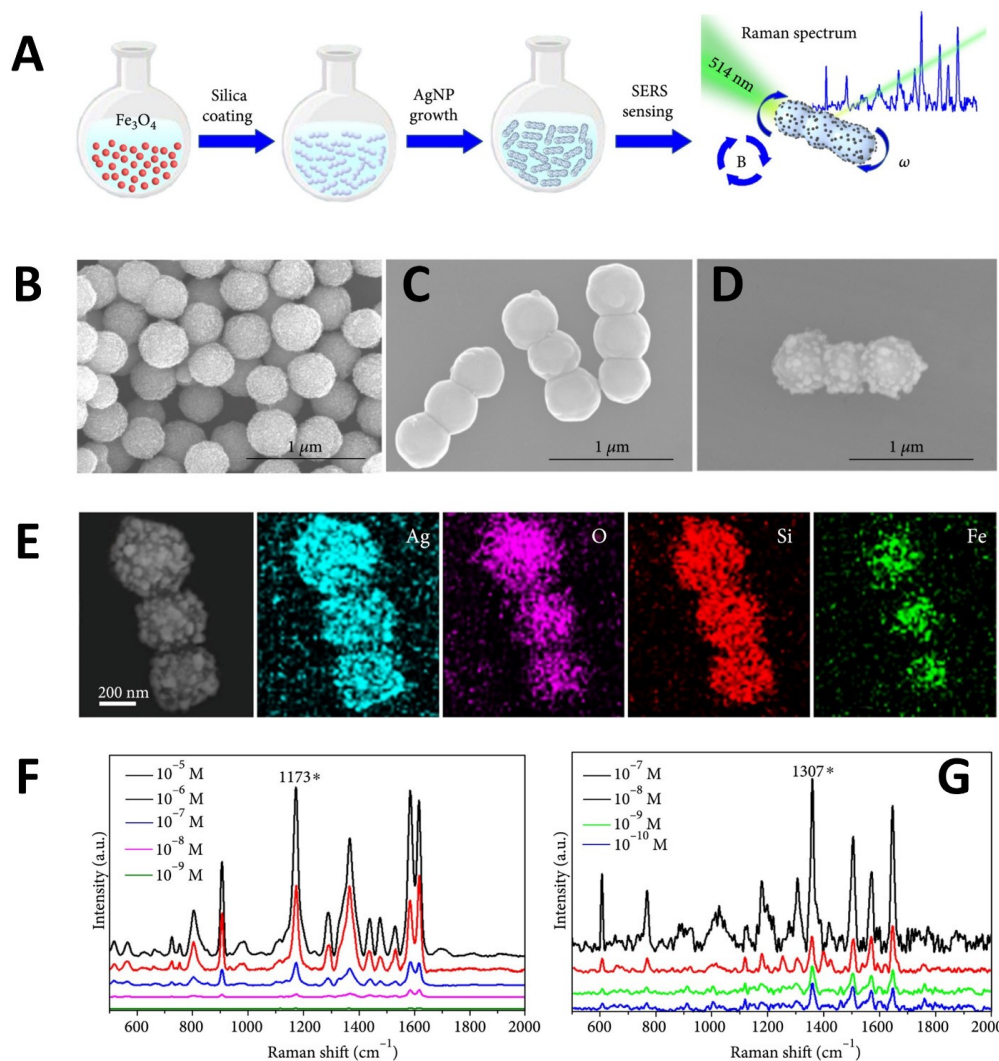 A
Fe₃O₄
Silica
coating
AgNP
growth
SERS
sensing
Raman spectrum
514 nm
B
ω
B
1 μm
C
1 μm
D
1 μm
E
200 nm
Ag
O
Si
Fe
F
10⁻⁵ M
10⁻⁶ M
10⁻⁷ M
10⁻⁸ M
10⁻⁹ M
1173*
Intensity (a.u.)
600 800 1000 1200 1400 1600 1800 2000
Raman shift (cm⁻¹)
G
10⁻⁷ M
10⁻⁸ M
10⁻⁹ M
10⁻¹⁰ M
1307*
Intensity (a.u.)
600 800 1000 1200 1400 1600 1800 2000
Raman shift (cm⁻¹)